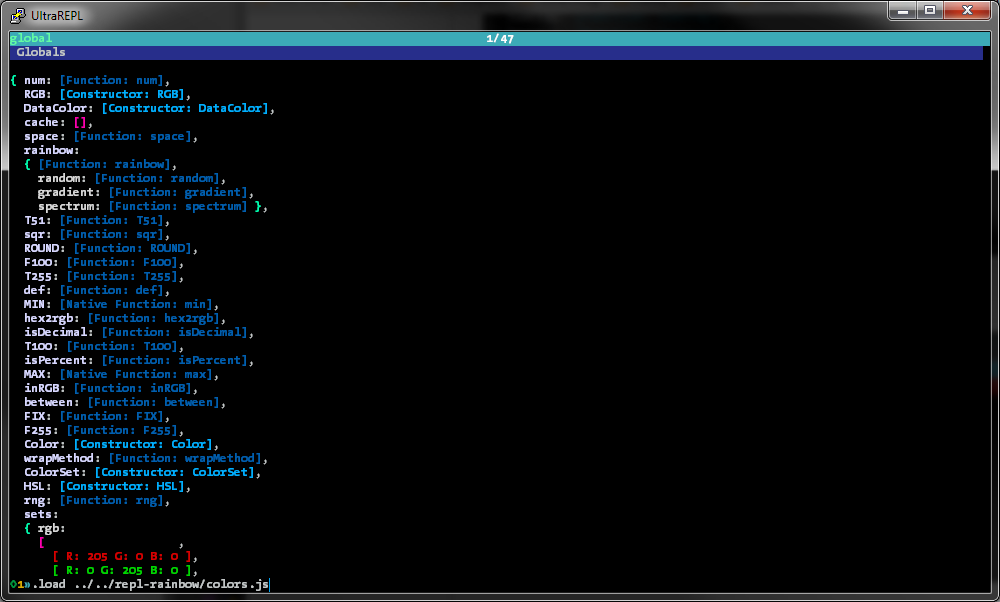 UltraREPL
global 1/47
Globals
{ num: [Function: num],
RGB: [Constructor: RGB],
DataColor: [Constructor: DataColor],
cache: [],
space: [Function: space],
rainbow:
{ [Function: rainbow],
random: [Function: random],
gradient: [Function: gradient],
spectrum: [Function: spectrum] },
T51: [Function: T51],
sqr: [Function: sqr],
ROUND: [Function: ROUND],
F100: [Function: F100],
T255: [Function: T255],
def: [Function: def],
MIN: [Native Function: min],
hex2rgb: [Function: hex2rgb],
isDecimal: [Function: isDecimal],
T100: [Function: T100],
isPercent: [Function: isPercent],
MAX: [Native Function: max],
inRGB: [Function: inRGB],
between: [Function: between],
FIX: [Function: FIX],
F255: [Function: F255],
Color: [Constructor: Color],
wrapMethod: [Function: wrapMethod],
ColorSet: [Constructor: ColorSet],
HSL: [Constructor: HSL],
rng: [Function: rng],
sets:
{ rgb:
[ ,
[ R: 205 G: 0 B: 0 ],
[ R: 0 G: 205 B: 0 ],
◊1».load ../../repl-rainbow/colors.js